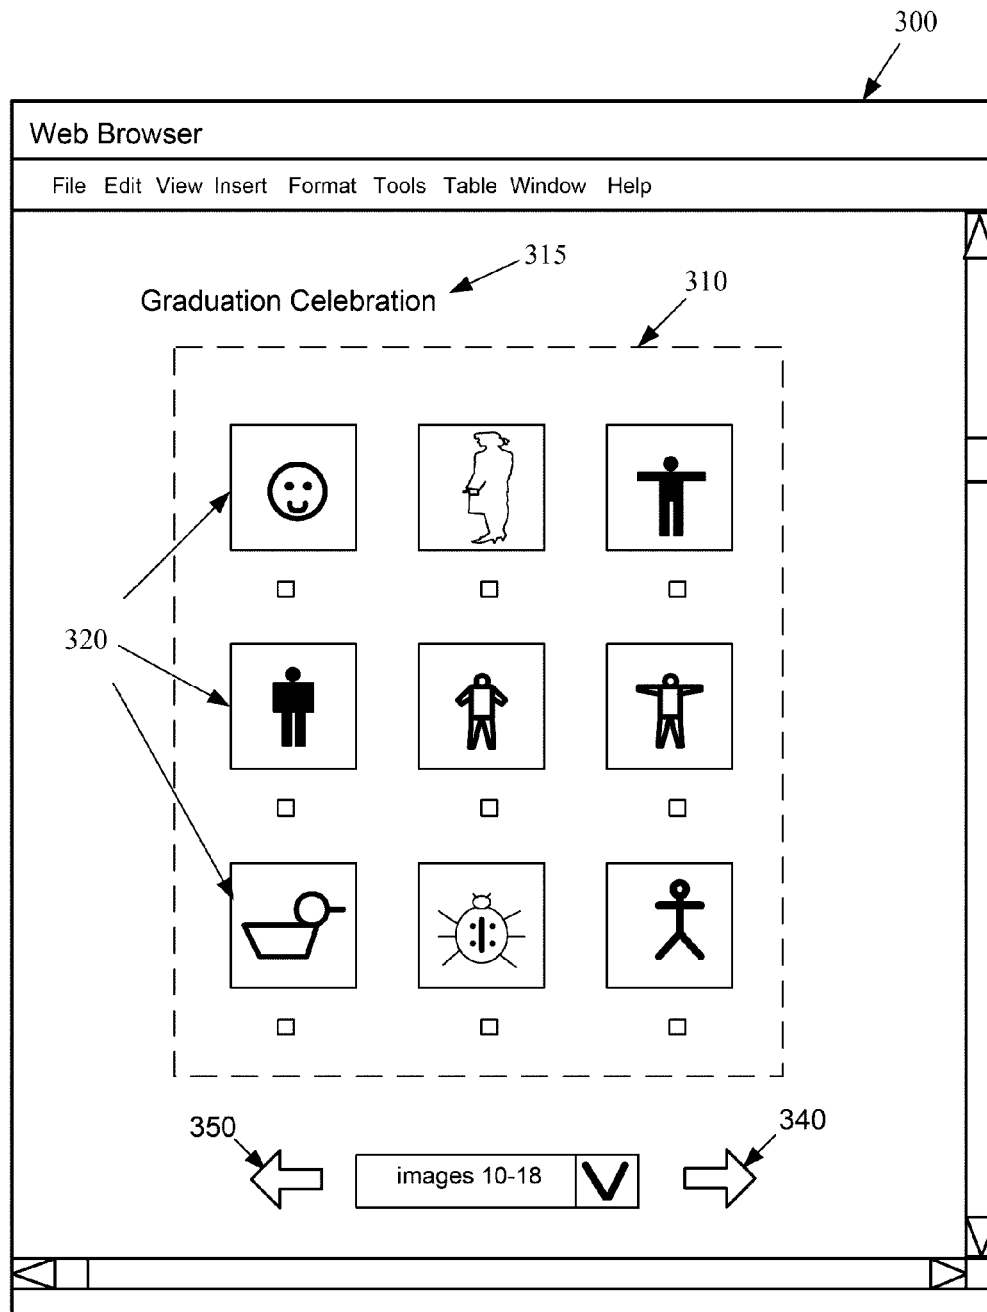 300
Web Browser
File Edit View Insert Format Tools Table Window Help
315
Graduation Celebration
310
320
350
340
images 10-18